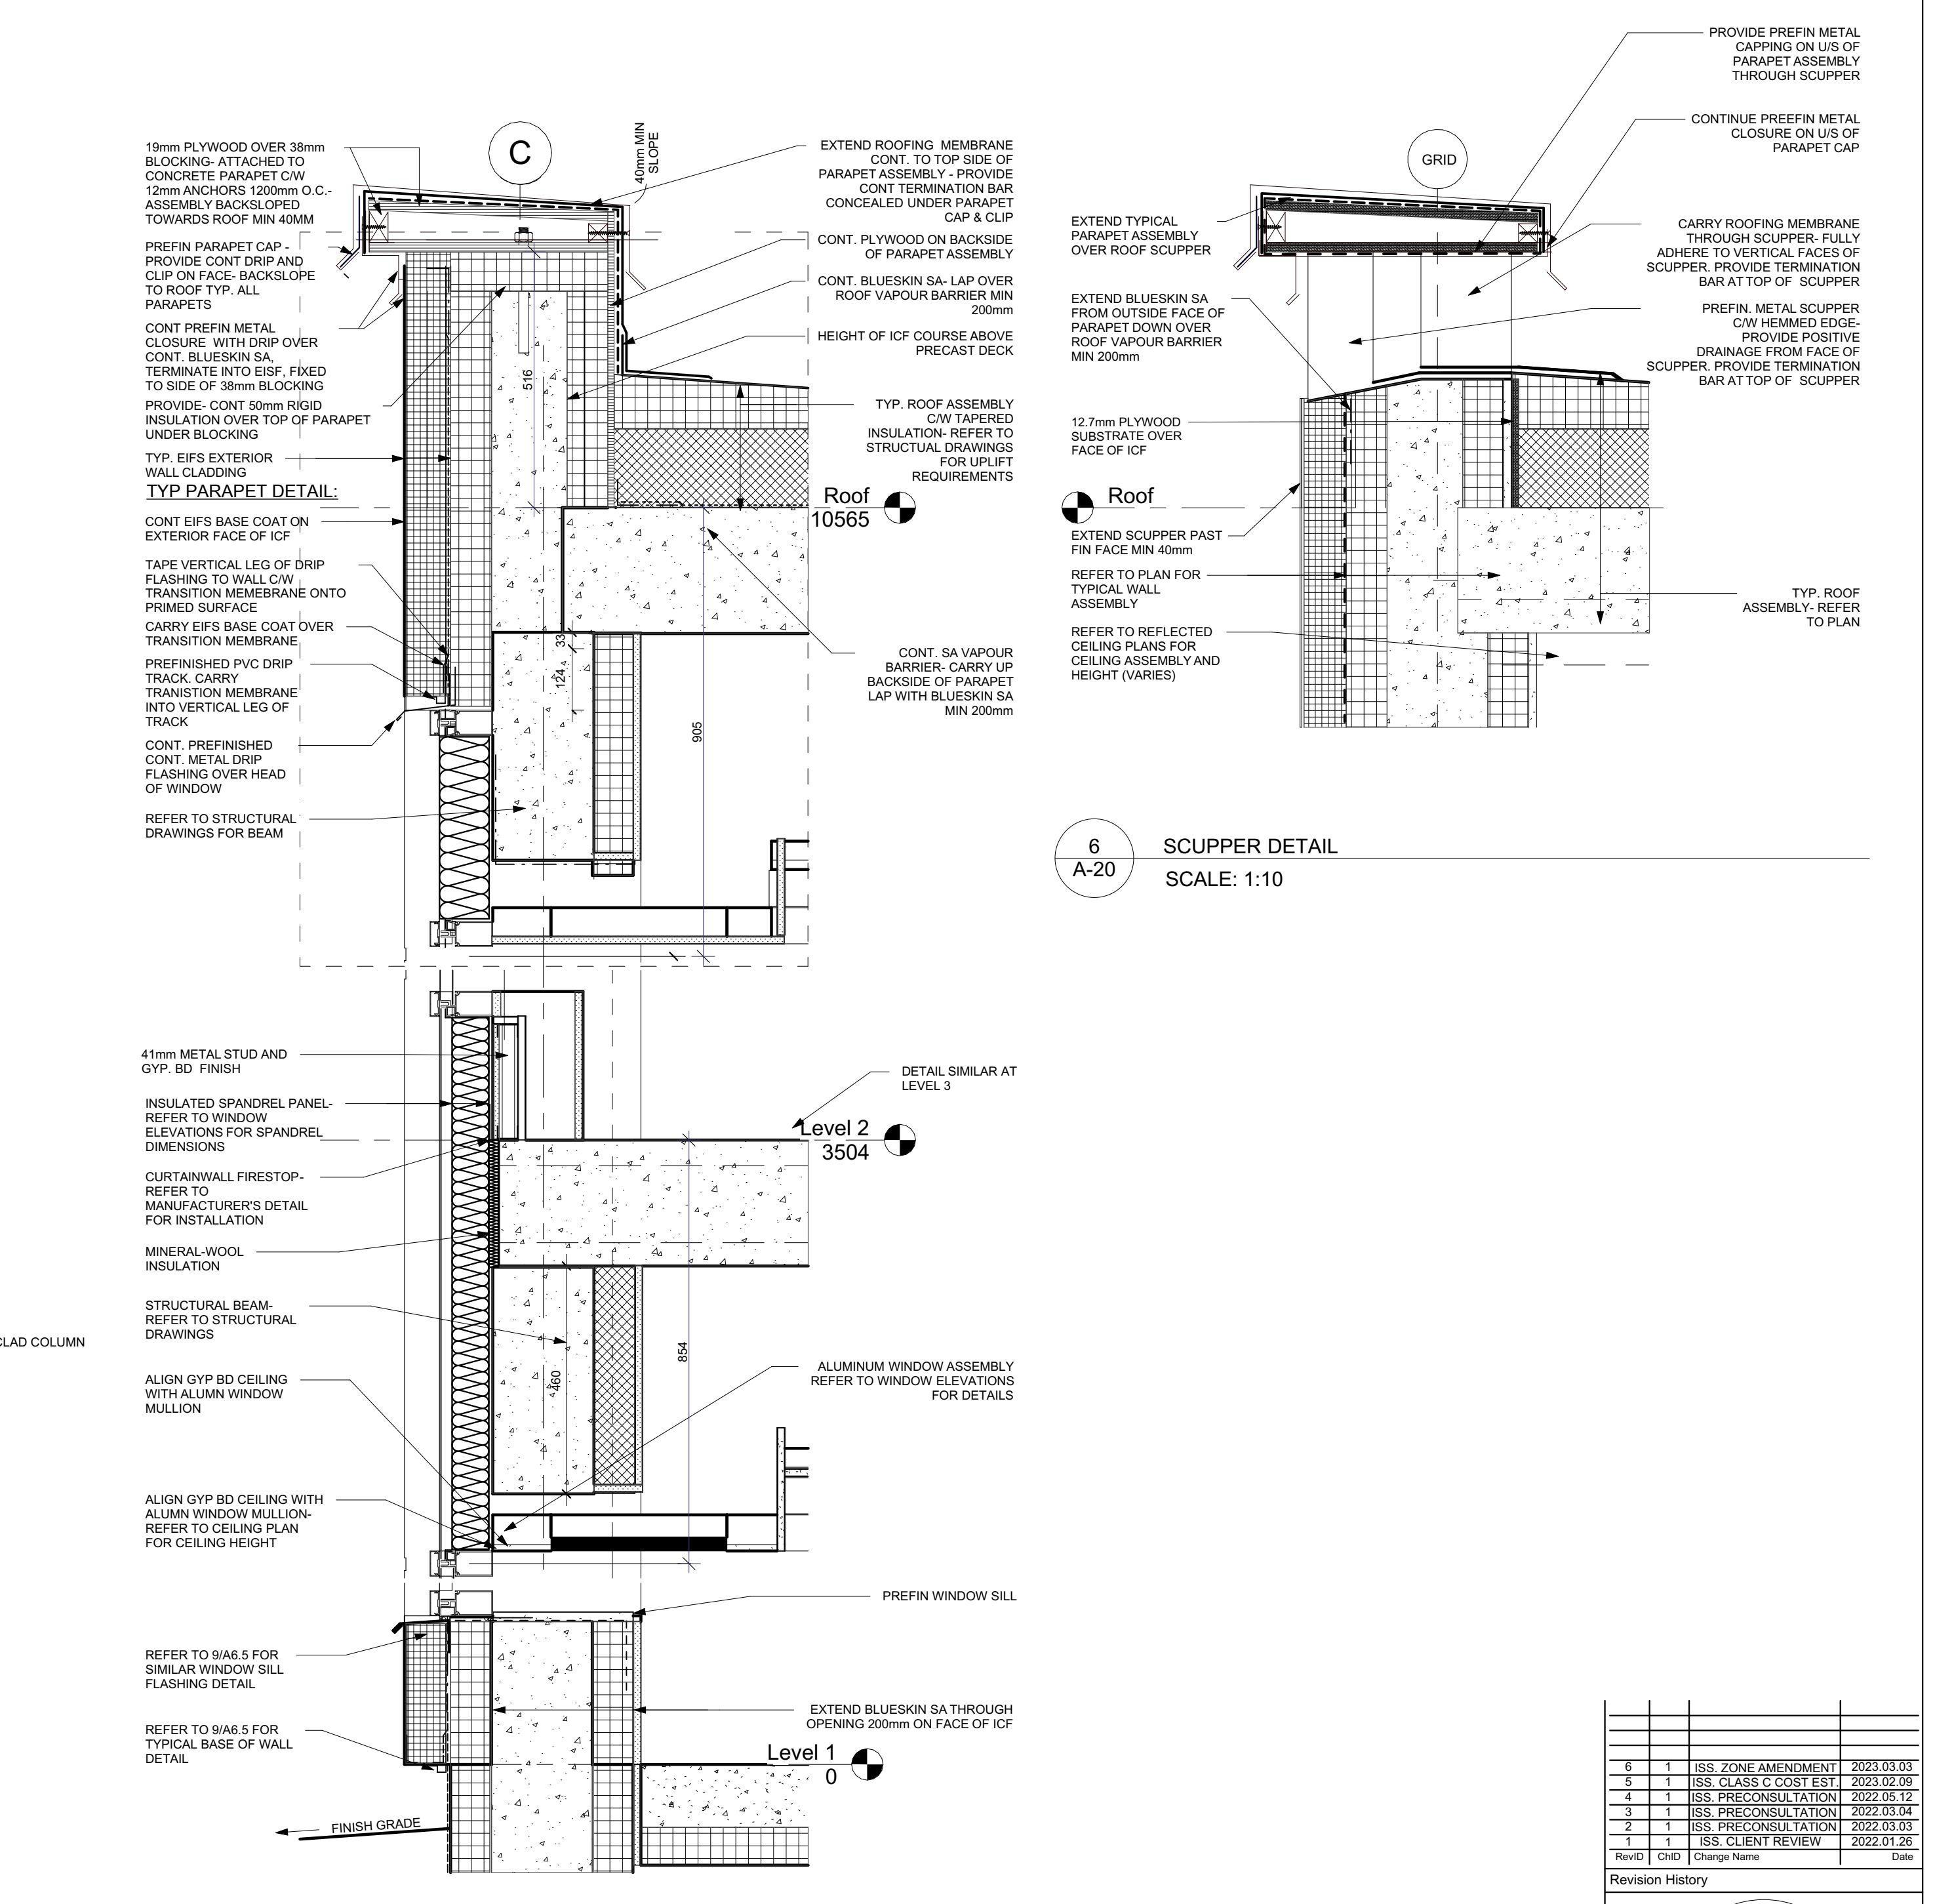 19mm PLYWOOD OVER 38mm
BLOCKING- ATTACHED TO
CONCRETE PARAPET C/W
12mm ANCHORS 1200mm O.C.-
ASSEMBLY BACKSLOPED
TOWARDS ROOF MIN 40MM
PREFIN PARAPET CAP -
PROVIDE CONT DRIP AND
CLIP ON FACE- BACKSLOPE
TO ROOF TYP. ALL
PARAPETS
CONT PREFIN METAL
CLOSURE WITH DRIP OVER
CONT. BLUESKIN SA,
TERMINATE INTO EISF, FIXED
TO SIDE OF 38mm BLOCKING
PROVIDE- CONT 50mm RIGID
INSULATION OVER TOP OF PARAPET
UNDER BLOCKING
TYP. EIFS EXTERIOR
WALL CLADDING
TYP PARAPET DETAIL:
CONT EIFS BASE COAT ON
EXTERIOR FACE OF ICF
TAPE VERTICAL LEG OF DRIP
FLASHING TO WALL C/W
TRANSITION MEMEBRANE ONTO
PRIMED SURFACE
CARRY EIFS BASE COAT OVER
TRANSITION MEMBRANE
PREFINISHED PVC DRIP
TRACK. CARRY
TRANISTION MEMBRANE
INTO VERTICAL LEG OF
TRACK
CONT. PREFINISHED
CONT. METAL DRIP
FLASHING OVER HEAD
OF WINDOW
REFER TO STRUCTURAL
DRAWINGS FOR BEAM
C
40mm MIN
SLOPE
516
33
124
905
EXTEND ROOFING MEMBRANE
CONT. TO TOP SIDE OF
PARAPET ASSEMBLY - PROVIDE
CONT TERMINATION BAR
CONCEALED UNDER PARAPET
CAP & CLIP
CONT. PLYWOOD ON BACKSIDE
OF PARAPET ASSEMBLY
CONT. BLUESKIN SA- LAP OVER
ROOF VAPOUR BARRIER MIN
200mm
HEIGHT OF ICF COURSE ABOVE
PRECAST DECK
TYP. ROOF ASSEMBLY
C/W TAPERED
INSULATION- REFER TO
STRUCTUAL DRAWINGS
FOR UPLIFT
REQUIREMENTS
Roof
10565
CONT. SA VAPOUR
BARRIER- CARRY UP
BACKSIDE OF PARAPET
LAP WITH BLUESKIN SA
MIN 200mm
41mm METAL STUD AND
GYP. BD FINISH
INSULATED SPANDREL PANEL-
REFER TO WINDOW
ELEVATIONS FOR SPANDREL
DIMENSIONS
CURTAINWALL FIRESTOP-
REFER TO
MANUFACTURER'S DETAIL
FOR INSTALLATION
MINERAL-WOOL
INSULATION
STRUCTURAL BEAM-
REFER TO STRUCTURAL
DRAWINGS
CLAD COLUMN
ALIGN GYP BD CEILING
WITH ALUMN WINDOW
MULLION
ALIGN GYP BD CEILING WITH
ALUMN WINDOW MULLION-
REFER TO CEILING PLAN
FOR CEILING HEIGHT
REFER TO 9/A6.5 FOR
SIMILAR WINDOW SILL
FLASHING DETAIL
REFER TO 9/A6.5 FOR
TYPICAL BASE OF WALL
DETAIL
FINISH GRADE
DETAIL SIMILAR AT
LEVEL 3
Level 2
3504
460
854
ALUMINUM WINDOW ASSEMBLY
REFER TO WINDOW ELEVATIONS
FOR DETAILS
PREFIN WINDOW SILL
EXTEND BLUESKIN SA THROUGH
OPENING 200mm ON FACE OF ICF
Level 1
0
GRID
EXTEND TYPICAL
PARAPET ASSEMBLY
OVER ROOF SCUPPER
EXTEND BLUESKIN SA
FROM OUTSIDE FACE OF
PARAPET DOWN OVER
ROOF VAPOUR BARRIER
MIN 200mm
12.7mm PLYWOOD
SUBSTRATE OVER
FACE OF ICF
Roof
EXTEND SCUPPER PAST
FIN FACE MIN 40mm
REFER TO PLAN FOR
TYPICAL WALL
ASSEMBLY
REFER TO REFLECTED
CEILING PLANS FOR
CEILING ASSEMBLY AND
HEIGHT (VARIES)
PROVIDE PREFIN METAL
CAPPING ON U/S OF
PARAPET ASSEMBLY
THROUGH SCUPPER
CONTINUE PREEFIN METAL
CLOSURE ON U/S OF
PARAPET CAP
CARRY ROOFING MEMBRANE
THROUGH SCUPPER- FULLY
ADHERE TO VERTICAL FACES OF
SCUPPER. PROVIDE TERMINATION
BAR AT TOP OF SCUPPER
PREFIN. METAL SCUPPER
C/W HEMMED EDGE-
PROVIDE POSITIVE
DRAINAGE FROM FACE OF
SCUPPER. PROVIDE TERMINATION
BAR AT TOP OF SCUPPER
TYP. ROOF
ASSEMBLY- REFER
TO PLAN
6
A-20
SCUPPER DETAIL
SCALE: 1:10
6 1 ISS. ZONE AMENDMENT 2023.03.03
5 1 ISS. CLASS C COST EST. 2023.02.09
4 1 ISS. PRECONSULTATION 2022.05.12
3 1 ISS. PRECONSULTATION 2022.03.04
2 1 ISS. PRECONSULTATION 2022.03.03
1 1 ISS. CLIENT REVIEW 2022.01.26
RevID ChID Change Name Date
Revision History